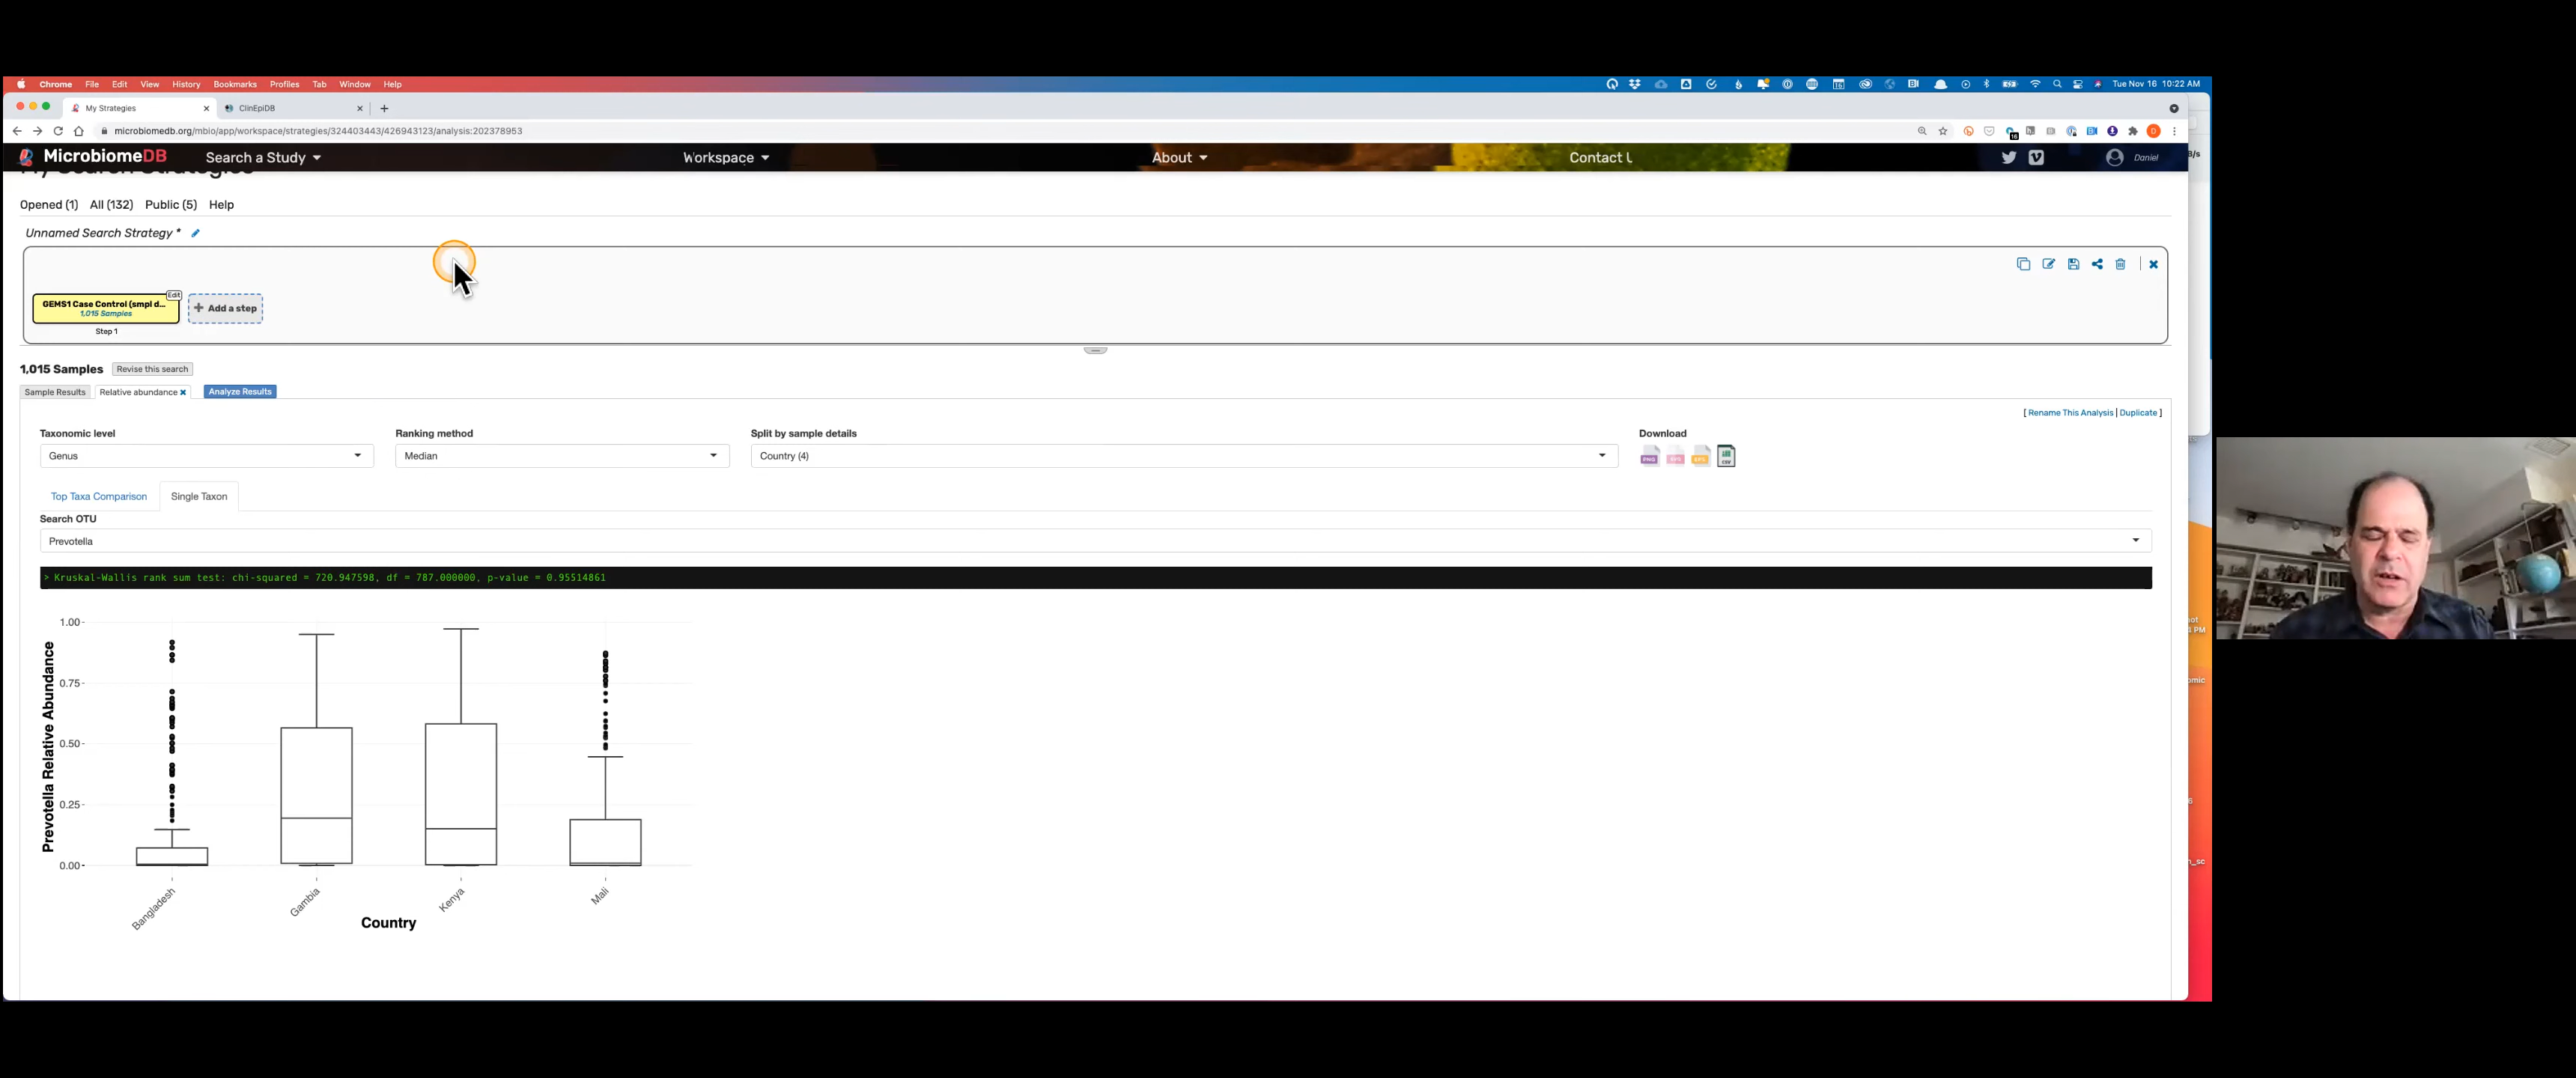 Chrome File Edit View History Bookmarks Profiles Tab Window Help
Tue Nov 16 10:22 AM
My Strategies
ClinEpiDB
microbiomedb.org/mbio/app/workspace/strategies/324403443/426943123/analysis:202378953
MicrobiomeDB Search a Study Workspace About Contact U Daniel
My Search Strategies
Opened (1) All (132) Public (5) Help
Unnamed Search Strategy *
Edit
GEMS1 Case Control (smpl d...
1,015 Samples
Add a step
Step 1
1,015 Samples Revise this search
Sample Results Relative abundance Analyze Results
[ Rename This Analysis | Duplicate ]
Taxonomic level Ranking method Split by sample details Download
Genus Median Country (4)
Top Taxa Comparison Single Taxon
Search OTU
Prevotella
> Kruskal-Wallis rank sum test: chi-squared = 720.947598, df = 787.000000, p-value = 0.95514861
Prevotella Relative Abundance
1.00
0.75
0.50
0.25
0.00
Bangladesh Gambia Kenya Mali
Country